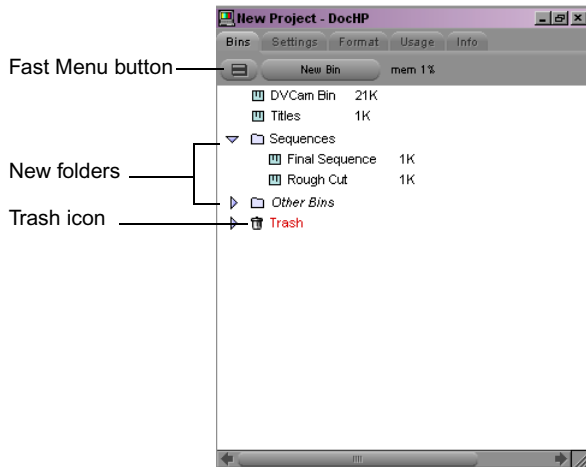 New Project - DocHP
Bins Settings Format Usage Info
Fast Menu button
New Bin mem 1%
DVCam Bin 21K
Titles 1K
Sequences
Final Sequence 1K
New folders
Rough Cut 1K
Other Bins
Trash icon
Trash